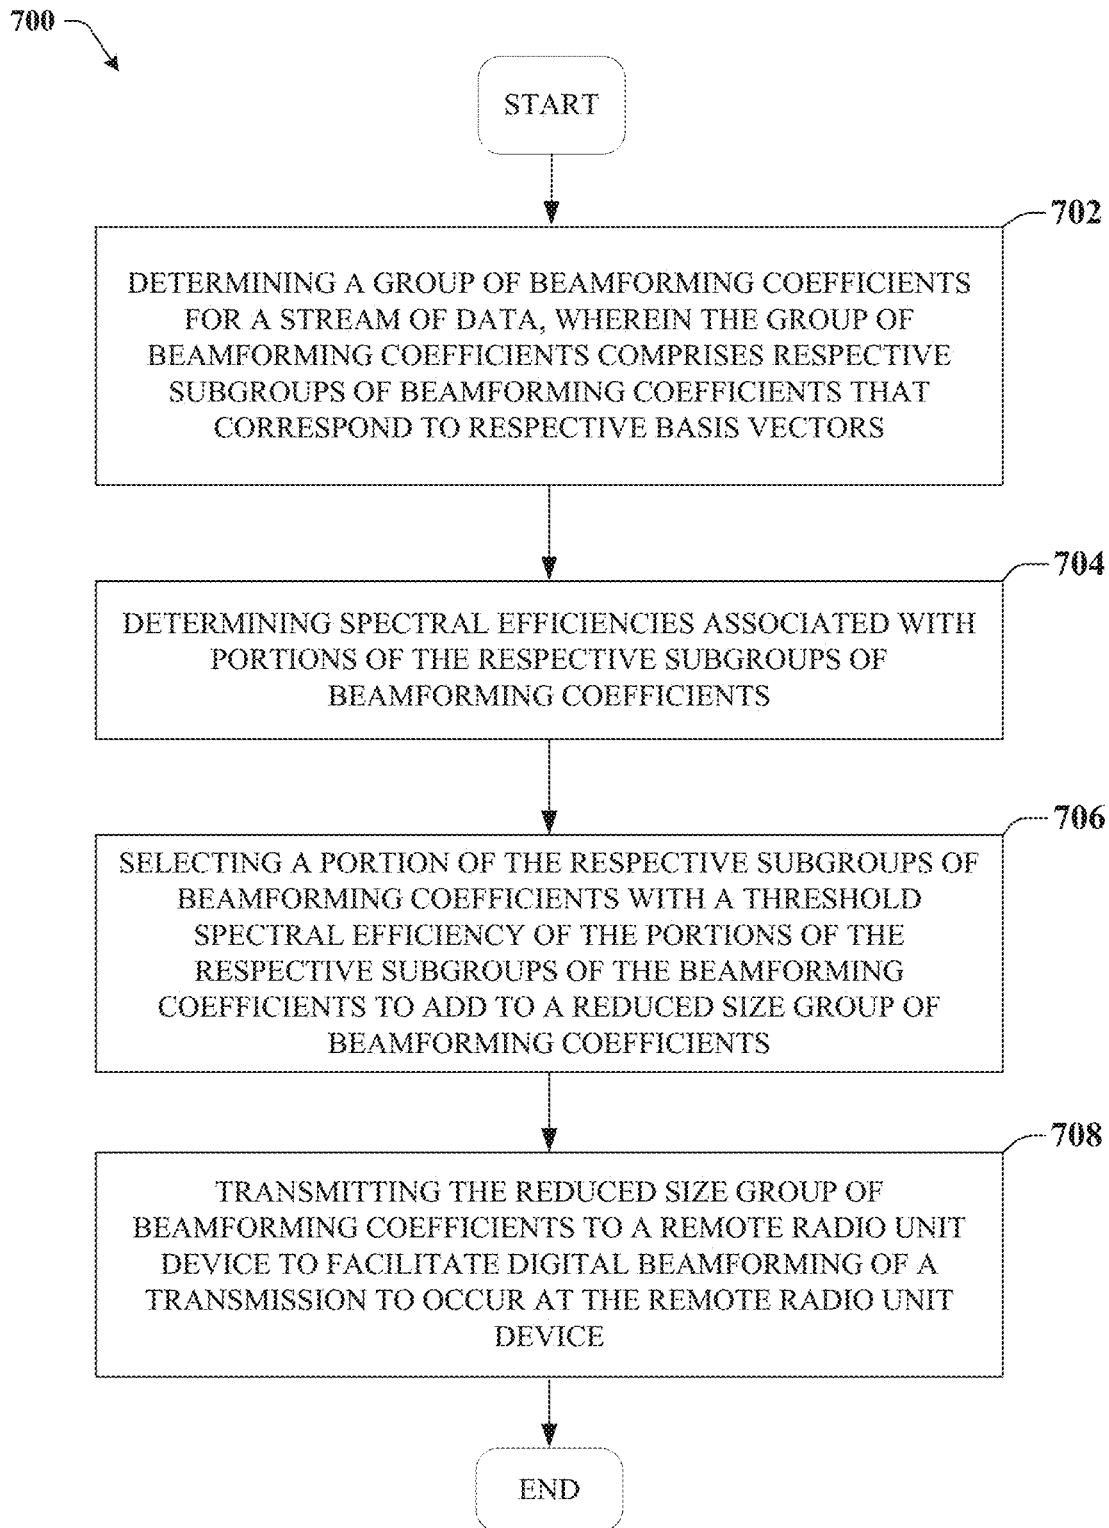 700
START
702
DETERMINING A GROUP OF BEAMFORMING COEFFICIENTS
FOR A STREAM OF DATA, WHEREIN THE GROUP OF
BEAMFORMING COEFFICIENTS COMPRISES RESPECTIVE
SUBGROUPS OF BEAMFORMING COEFFICIENTS THAT
CORRESPOND TO RESPECTIVE BASIS VECTORS
704
DETERMINING SPECTRAL EFFICIENCIES ASSOCIATED WITH
PORTIONS OF THE RESPECTIVE SUBGROUPS OF
BEAMFORMING COEFFICIENTS
706
SELECTING A PORTION OF THE RESPECTIVE SUBGROUPS OF
BEAMFORMING COEFFICIENTS WITH A THRESHOLD
SPECTRAL EFFICIENCY OF THE PORTIONS OF THE
RESPECTIVE SUBGROUPS OF THE BEAMFORMING
COEFFICIENTS TO ADD TO A REDUCED SIZE GROUP OF
BEAMFORMING COEFFICIENTS
708
TRANSMITTING THE REDUCED SIZE GROUP OF
BEAMFORMING COEFFICIENTS TO A REMOTE RADIO UNIT
DEVICE TO FACILITATE DIGITAL BEAMFORMING OF A
TRANSMISSION TO OCCUR AT THE REMOTE RADIO UNIT
DEVICE
END